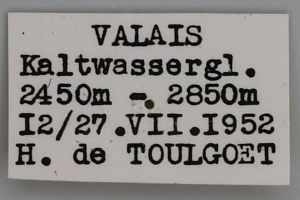 VALAIS
Kaltwassergl.
2450m - 2850m
I2/27.VII.I952
H. de TOULGOET